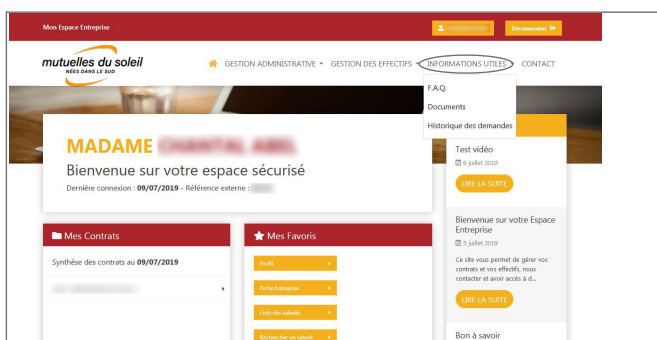 Mon Espace Entreprise
Déconnexion
mutuelles du soleil
NÉES DANS LE SUD
GESTION ADMINISTRATIVE
GESTION DES EFFECTIFS
INFORMATIONS UTILES
CONTACT
F.A.Q.
Documents
Historique des demandes
MADAME
Bienvenue sur votre espace sécurisé
Dernière connexion : 09/07/2019 - Référence externe :
Mes Contrats
Synthèse des contrats au 09/07/2019
Mes Favoris
Profil
Fiche Entreprise
Liste des salariés
Rechercher un salarié
Test vidéo
6 juillet 2019
LIRE LA SUITE
Bienvenue sur votre Espace
Entreprise
5 juillet 2019
Ce site vous permet de gérer vos
contrats et vos effectifs, nous
contacter et avoir accès à d...
LIRE LA SUITE
Bon à savoir